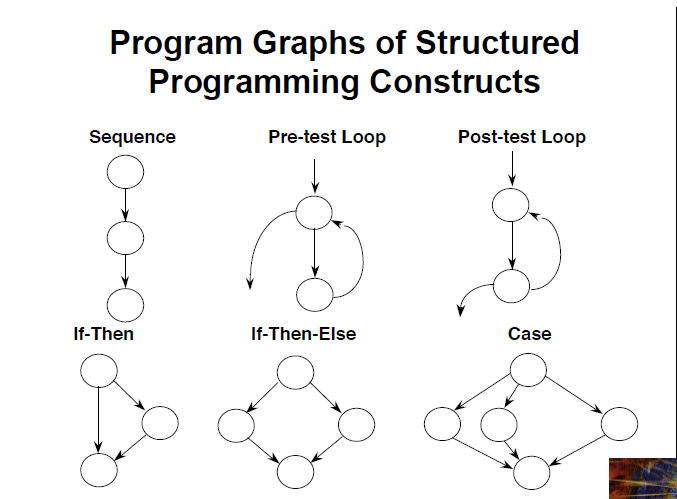 Program Graphs of Structured
Programming Constructs
Sequence
Pre-test Loop
Post-test Loop
If-Then
If-Then-Else
Case